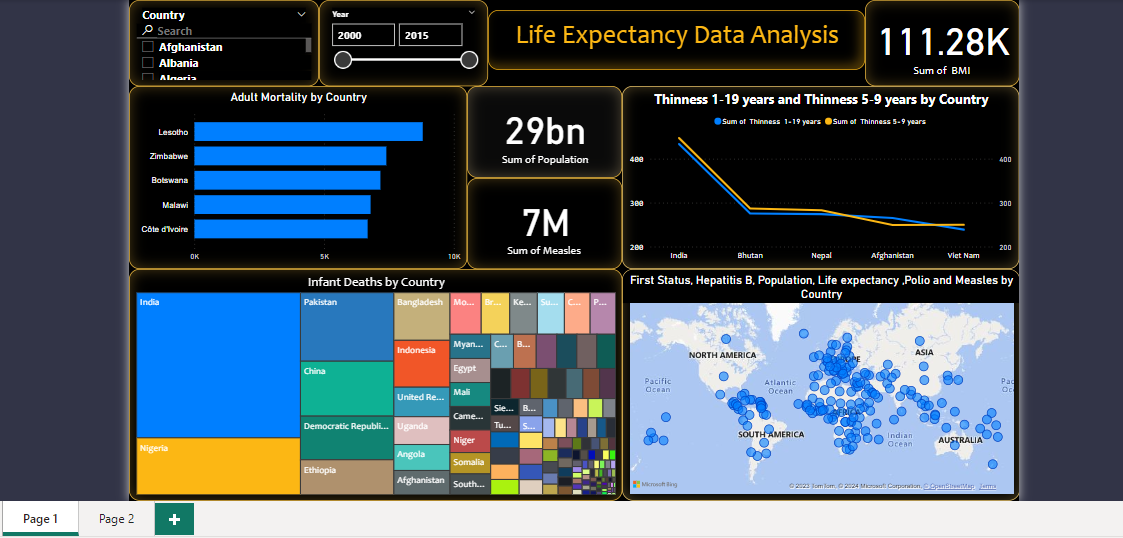 Country
Search
Afghanistan
Albania
Algeria
Year
2000
2015
Life Expectancy Data Analysis
111.28K
Sum of BMI
Adult Mortality by Country
Lesotho
Zimbabwe
Botswana
Malawi
Côte d'Ivoire
0K
5K
10K
29bn
Sum of Population
7M
Sum of Measles
Thinness 1-19 years and Thinness 5-9 years by Country
Sum of Thinness 1-19 years
Sum of Thinness 5-9 years
400
300
200
400
300
200
India
Bhutan
Nepal
Afghanistan
Viet Nam
Infant Deaths by Country
India
Nigeria
Pakistan
China
Democratic Republi...
Ethiopia
Bangladesh
Indonesia
United Re...
Uganda
Angola
Afghanistan
Mo...
Br...
Ke...
Su...
C...
P...
Myan...
Egypt
Mali
Came...
Niger
Somalia
South...
C...
B...
Sie...
Tu...
B...
S...
First Status, Hepatitis B, Population, Life expectancy ,Polio and Measles by
Country
NORTH AMERICA
EUROPE
ASIA
Pacific
Ocean
Atlantic
Ocean
AFRICA
SOUTH AMERICA
Indian
Ocean
AUSTRALIA
Pac
Oc
Microsoft Bing
© 2023 TomTom, © 2024 Microsoft Corporation, © OpenStreetMap Terms
Page 1
Page 2
+